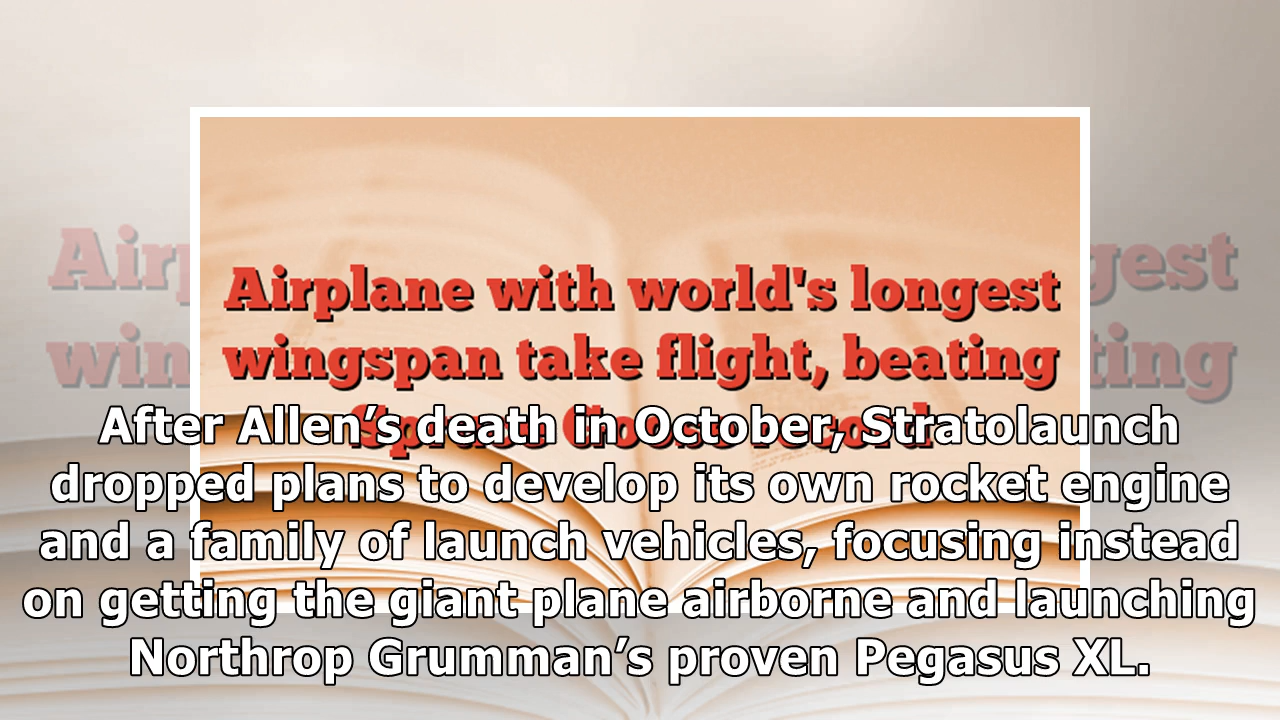 Airplane with world's longest
wingspan take flight, beating
After Allen’s death in October, Stratolaunch
dropped plans to develop its own rocket engine
and a family of launch vehicles, focusing instead
on getting the giant plane airborne and launching
Northrop Grumman’s proven Pegasus XL.